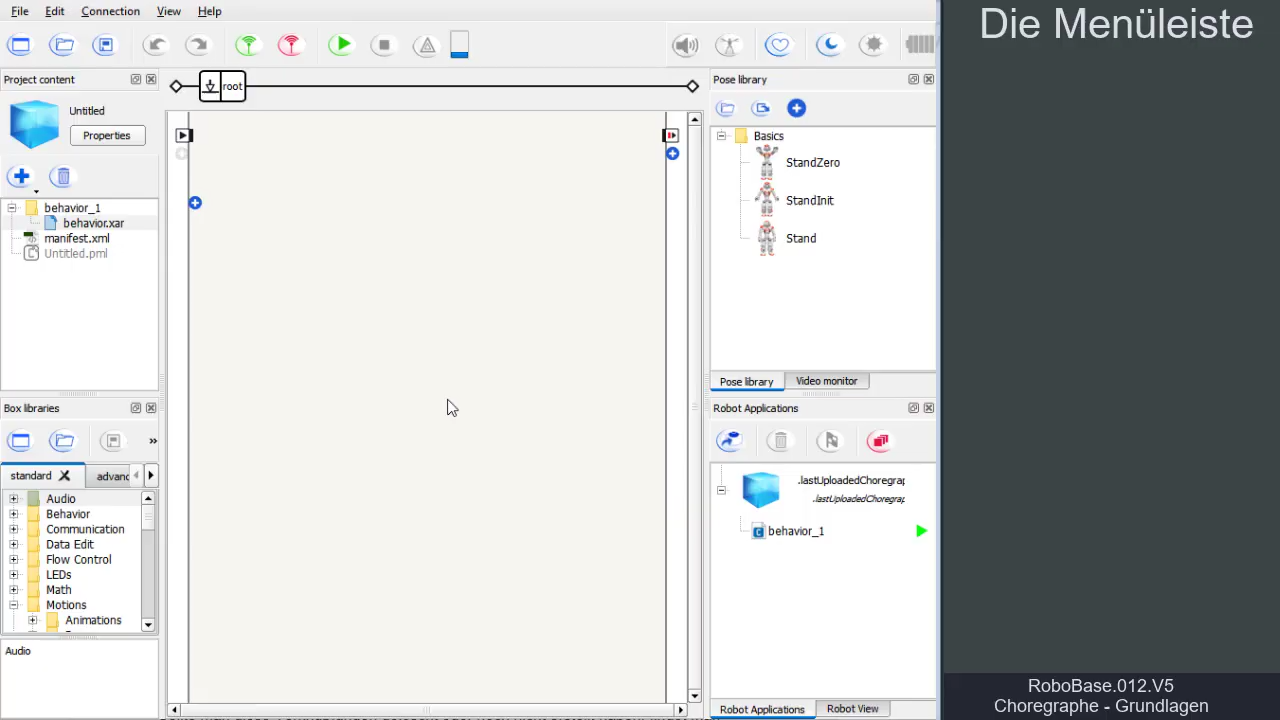 File Edit Connection View Help
Die Menüleiste
Project content
Untitled
Properties
behavior_1
behavior.xar
manifest.xml
Untitled.pml
root
Pose library
Basics
StandZero
StandInit
Stand
Pose library Video monitor
Box libraries
»
standard advanc
Audio
Behavior
Communication
Data Edit
Flow Control
LEDs
Math
Motions
Animations
Audio
Robot Applications
.lastUploadedChoregrap
.lastUploadedChoregrap
behavior_1
Robot Applications Robot View
RoboBase.012.V5
Choregraphe - Grundlagen